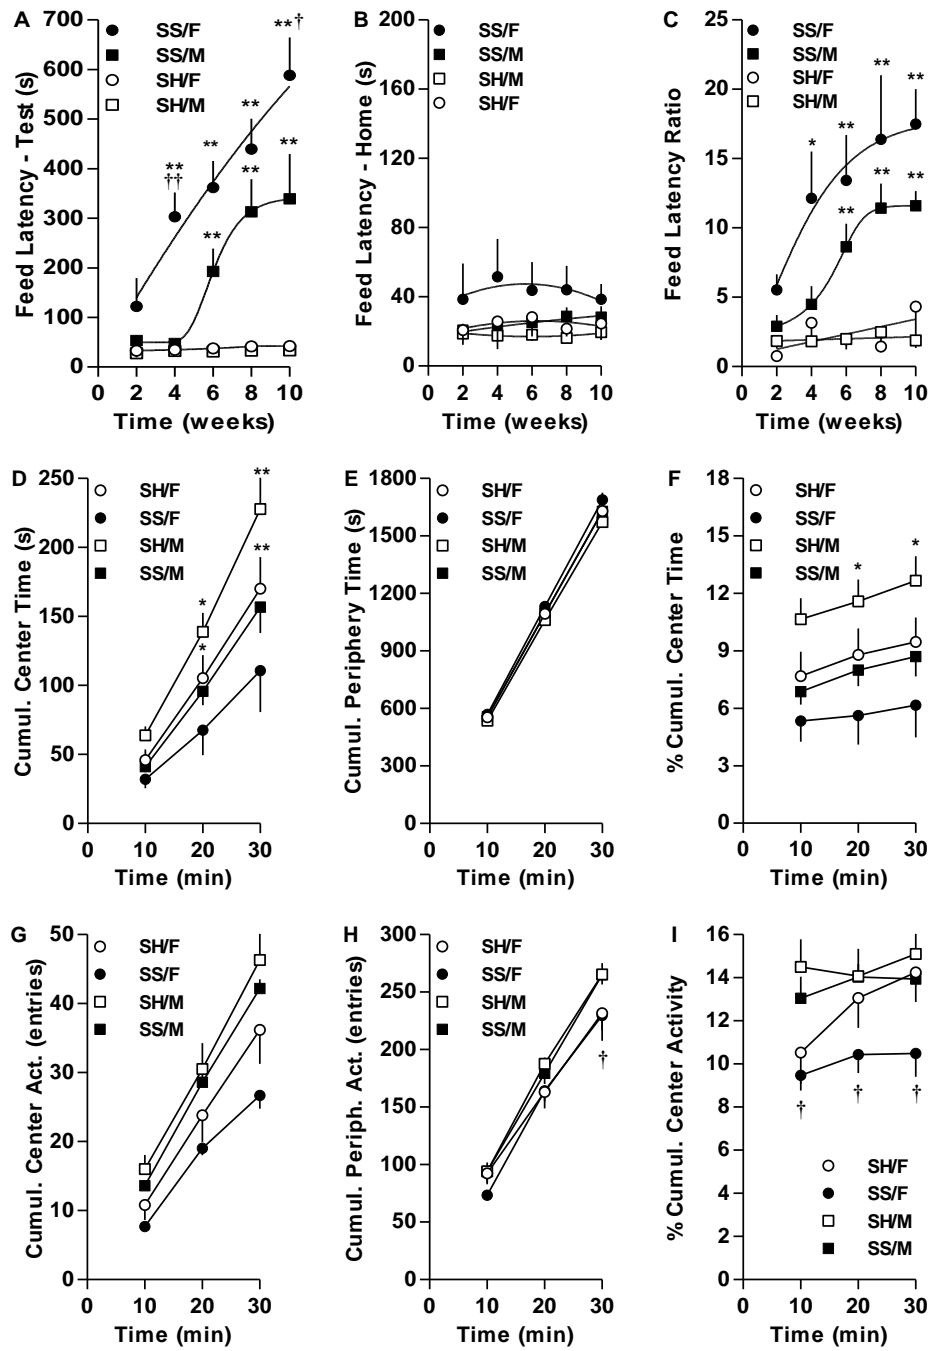 A
SS/F
SS/M
SH/F
SH/M
Feed Latency - Test (s)
700
600
500
400
300
200
100
0
**†
**
**
**
††
**
**
**
0 2 4 6 8 10
Time (weeks)
B
SS/F
SS/M
SH/M
SH/F
Feed Latency - Home (s)
200
160
120
80
40
0
0 2 4 6 8 10
Time (weeks)
C
SS/F
SS/M
SH/F
SH/M
Feed Latency Ratio
25
20
15
10
5
0
*
**
**
**
**
**
**
0 2 4 6 8 10
Time (weeks)
D
SH/F
SS/F
SH/M
SS/M
Cumul. Center Time (s)
250
200
150
100
50
0
**
**
*
*
0 10 20 30
Time (min)
E
SH/F
SS/F
SH/M
SS/M
Cumul. Periphery Time (s)
1800
1500
1200
900
600
300
0
0 10 20 30
Time (min)
F
SH/F
SS/F
SH/M
SS/M
% Cumul. Center Time
18
15
12
9
6
3
0
*
*
0 10 20 30
Time (min)
G
SH/F
SS/F
SH/M
SS/M
Cumul. Center Act. (entries)
50
40
30
20
10
0
0 10 20 30
Time (min)
H
SH/F
SS/F
SH/M
SS/M
Cumul. Periph. Act. (entries)
300
250
200
150
100
50
0
†
0 10 20 30
Time (min)
I
% Cumul. Center Activity
16
14
12
10
8
6
4
2
0
† † †
SH/F
SS/F
SH/M
SS/M
0 10 20 30
Time (min)